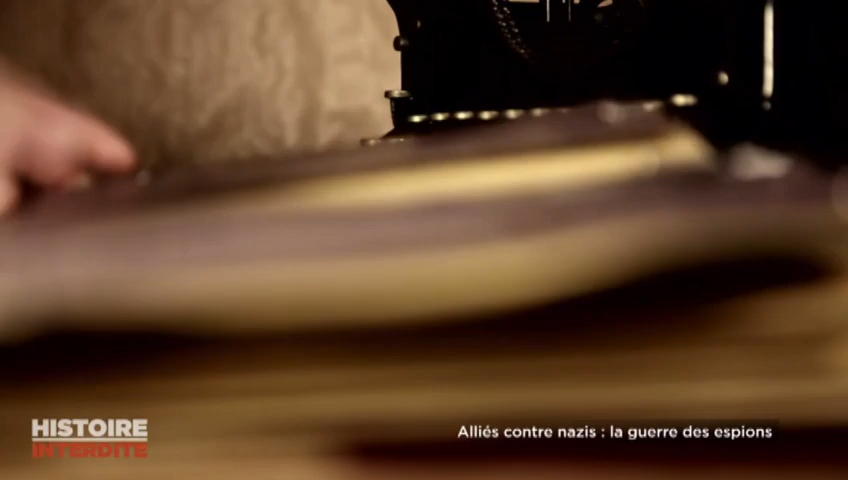 HISTOIRE
INTERDITE
Alliés contre nazis : la guerre des espions